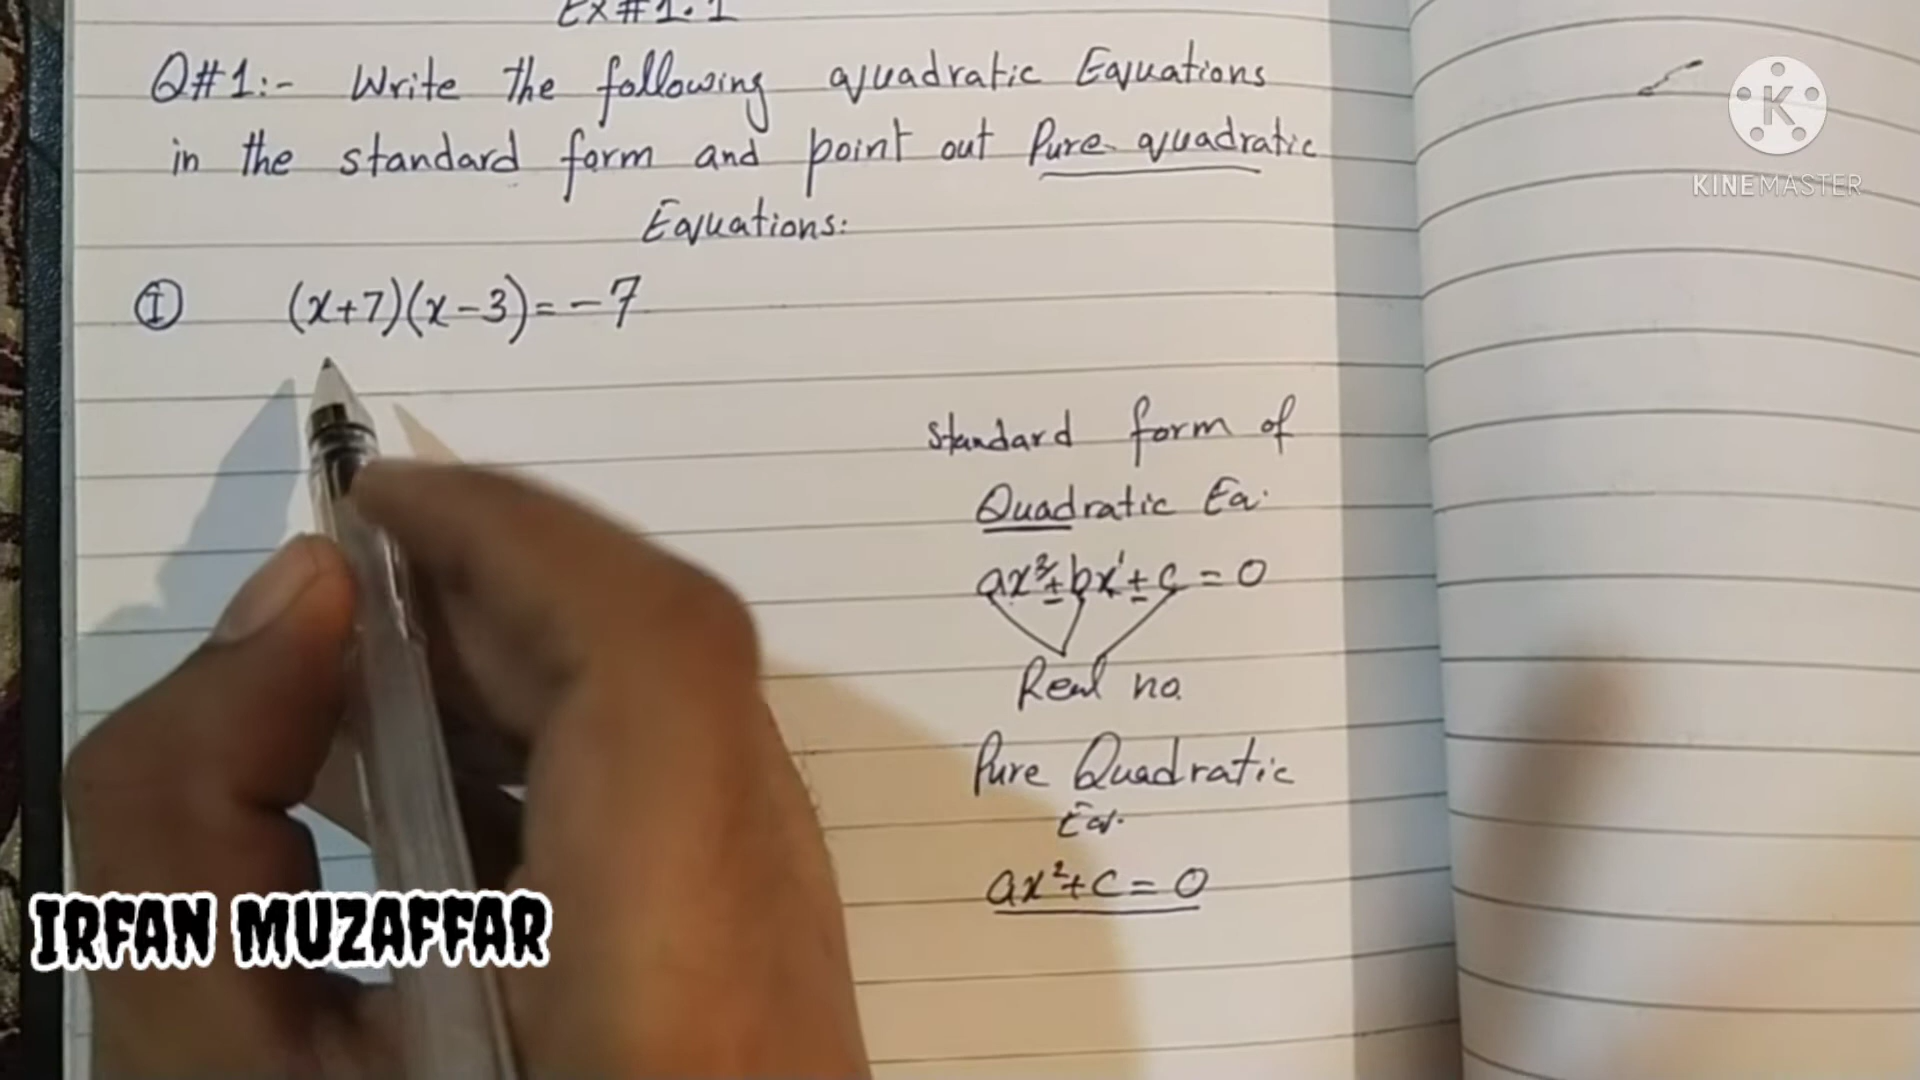 Ex#1.1
Q#1:- Write the following quadratic Equations
in the standard form and point out Pure quadratic
Equations:
I (x+7)(x-3)=-7
Standard form of
Quadratic Eq.
ax²+bx¹+c=0
Real no.
Pure Quadratic
Eq.
ax²+c=0
K
KINEMASTER
IRFAN MUZAFFAR